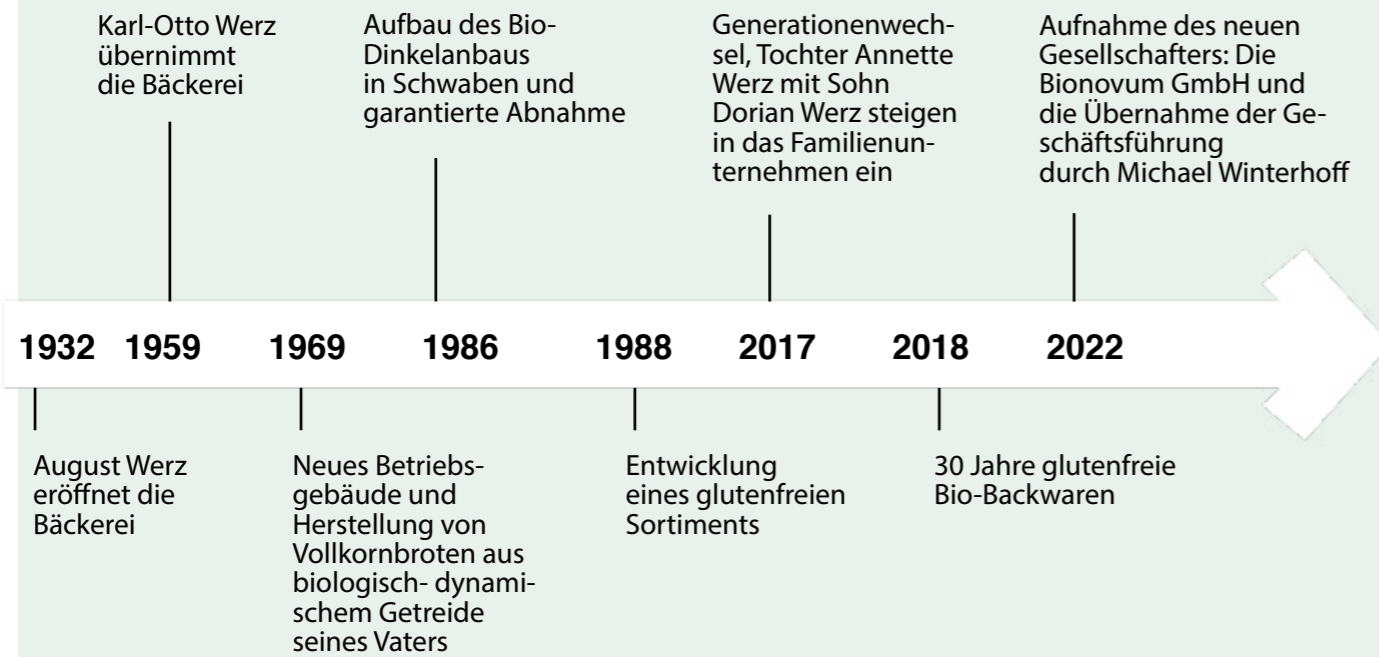 Karl-Otto Werz
übernimmt
die Bäckerei
Aufbau des Bio-
Dinkelanbaus
in Schwaben und
garantierte Abnahme
Generationenwech-
sel, Tochter Annette
Werz mit Sohn
Dorian Werz steigen
in das Familienun-
ternehmen ein
Aufnahme des neuen
Gesellschafters: Die
Bionovum GmbH und
die Übernahme der Ge-
schäftsführung
durch Michael Winterhoff
1932 1959 1969 1986 1988 2017 2018 2022
August Werz
eröffnet die
Bäckerei
Neues Betriebs-
gebäude und
Herstellung von
Vollkornbroten aus
biologisch- dynami-
schem Getreide
seines Vaters
Entwicklung
eines glutenfreien
Sortiments
30 Jahre glutenfreie
Bio-Backwaren